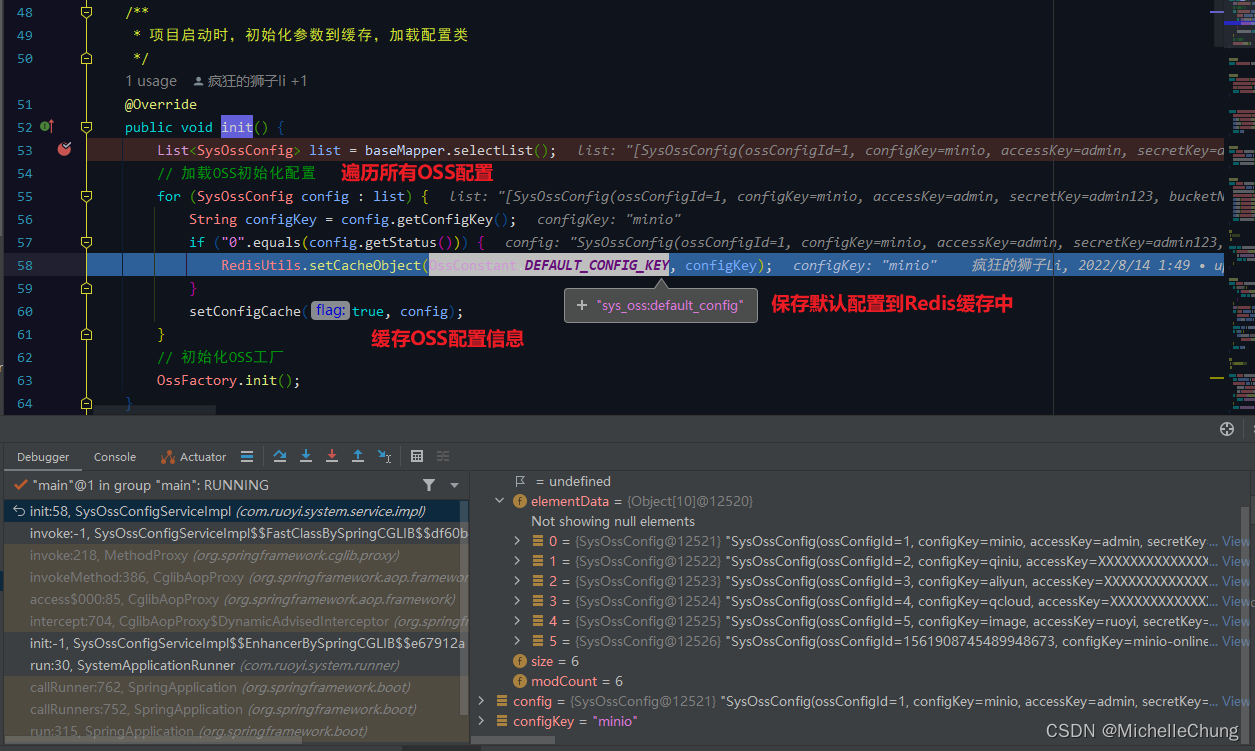 48 /**
49 * 项目启动时，初始化参数到缓存，加载配置类
50 */
1 usage 疯狂的狮子li +1
51 @Override
52 public void init() {
53 List<SysOssConfig> list = baseMapper.selectList(); list: "[SysOssConfig(ossConfigId=1, configKey=minio, accessKey=admin, secretKey=a
54 // 加载OSS初始化配置 遍历所有OSS配置
55 for (SysOssConfig config : list) { list: "[SysOssConfig(ossConfigId=1, configKey=minio, accessKey=admin, secretKey=admin123, bucketN
56 String configKey = config.getConfigKey(); configKey: "minio"
57 if ("0".equals(config.getStatus())) { config: "SysOssConfig(ossConfigId=1, configKey=minio, accessKey=admin, secretKey=admin123,
58 RedisUtils.setCacheObject(OssConstant.DEFAULT_CONFIG_KEY, configKey); configKey: "minio" 疯狂的狮子Li, 2022/8/14 1:49 • up
59 }
+ "sys_oss:default_config" 保存默认配置到Redis缓存中
60 setConfigCache( flag: true, config);
61 } 缓存OSS配置信息
62 // 初始化OSS工厂
63 OssFactory.init();
64 }
Debugger Console Actuator
"main"@1 in group "main": RUNNING
init:58, SysOssConfigServiceImpl (com.ruoyi.system.service.impl)
invoke:-1, SysOssConfigServiceImpl$$FastClassBySpringCGLIB$$df60b
invoke:218, MethodProxy (org.springframework.cglib.proxy)
invokeMethod:386, CglibAopProxy (org.springframework.aop.framewor
access$000:85, CglibAopProxy (org.springframework.aop.framework)
intercept:704, CglibAopProxy$DynamicAdvisedInterceptor (org.springfr
init:-1, SysOssConfigServiceImpl$$EnhancerBySpringCGLIB$$e67912a
run:30, SystemApplicationRunner (com.ruoyi.system.runner)
callRunner:762, SpringApplication (org.springframework.boot)
callRunners:752, SpringApplication (org.springframework.boot)
run:315, SpringApplication (org.springframework.boot)
= undefined
elementData = {Object[10]@12520}
Not showing null elements
0 = {SysOssConfig@12521} "SysOssConfig(ossConfigId=1, configKey=minio, accessKey=admin, secretKey... View
1 = {SysOssConfig@12522} "SysOssConfig(ossConfigId=2, configKey=qiniu, accessKey=XXXXXXXXXXXXXX... View
2 = {SysOssConfig@12523} "SysOssConfig(ossConfigId=3, configKey=aliyun, accessKey=XXXXXXXXXXXXX... View
3 = {SysOssConfig@12524} "SysOssConfig(ossConfigId=4, configKey=qcloud, accessKey=XXXXXXXXXXXX... View
4 = {SysOssConfig@12525} "SysOssConfig(ossConfigId=5, configKey=image, accessKey=ruoyi, secretKey=... View
5 = {SysOssConfig@12526} "SysOssConfig(ossConfigId=1561908745489948673, configKey=minio-online... View
size = 6
modCount = 6
config = {SysOssConfig@12521} "SysOssConfig(ossConfigId=1, configKey=minio, accessKey=admin, secretKey=... View
configKey = "minio"
CSDN @MichelleChung